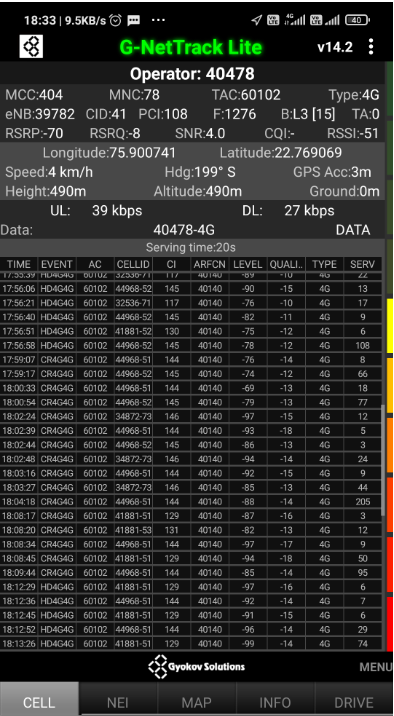 18:33 | 9.5KB/s 4G 40
G-NetTrack Lite v14.2
Operator: 40478
MCC:404 MNC:78 TAC:60102 Type:4G
eNB:39782 CID:41 PCI:108 F:1276 B:L3 [15] TA:0
RSRP:-70 RSRQ:-8 SNR:4.0 CQI:- RSSI:-51
Longitude:75.900741 Latitude:22.769069
Speed:4 km/h Hdg:199° S GPS Acc:3m
Height:490m Altitude:490m Ground:0m
UL: 39 kbps DL: 27 kbps
Data: 40478-4G DATA
Serving time:20s
TIME EVENT AC CELLID CI ARFCN LEVEL QUALI.. TYPE SERV
17:55:39 HD4G4G 60102 32536-71 117 40140 -89 -10 4G 22
17:56:06 HD4G4G 60102 44968-52 145 40140 -90 -15 4G 13
17:56:21 HD4G4G 60102 32536-71 117 40140 -76 -10 4G 17
17:56:40 HD4G4G 60102 44968-52 145 40140 -82 -11 4G 9
17:56:51 HD4G4G 60102 41881-52 130 40140 -75 -12 4G 6
17:56:58 HD4G4G 60102 44968-52 145 40140 -78 -12 4G 108
17:59:07 CR4G4G 60102 44968-51 144 40140 -76 -14 4G 8
17:59:17 CR4G4G 60102 44968-52 145 40140 -74 -12 4G 66
18:00:33 CR4G4G 60102 44968-51 144 40140 -69 -13 4G 18
18:00:54 CR4G4G 60102 44968-52 145 40140 -79 -13 4G 77
18:02:24 CR4G4G 60102 34872-73 146 40140 -97 -15 4G 12
18:02:39 CR4G4G 60102 44968-51 144 40140 -93 -18 4G 5
18:02:44 CR4G4G 60102 44968-52 145 40140 -86 -13 4G 3
18:02:48 CR4G4G 60102 34872-73 146 40140 -94 -14 4G 24
18:03:16 CR4G4G 60102 44968-51 144 40140 -92 -15 4G 9
18:03:27 CR4G4G 60102 34872-73 146 40140 -85 -13 4G 44
18:04:18 CR4G4G 60102 44968-51 144 40140 -88 -14 4G 205
18:08:17 CR4G4G 60102 41881-51 129 40140 -87 -16 4G 3
18:08:20 CR4G4G 60102 41881-53 131 40140 -82 -13 4G 12
18:08:34 CR4G4G 60102 44968-51 144 40140 -97 -17 4G 9
18:08:45 CR4G4G 60102 41881-51 129 40140 -94 -18 4G 50
18:09:44 CR4G4G 60102 44968-51 144 40140 -85 -14 4G 95
18:12:29 HD4G4G 60102 41881-51 129 40140 -97 -16 4G 6
18:12:36 HD4G4G 60102 44968-51 144 40140 -92 -14 4G 7
18:12:45 HD4G4G 60102 41881-51 129 40140 -91 -15 4G 6
18:12:52 HD4G4G 60102 44968-51 144 40140 -96 -14 4G 29
18:13:26 HD4G4G 60102 41881-51 129 40140 -99 -14 4G 74
Gyokov Solutions MENU
CELL NEI MAP INFO DRIVE